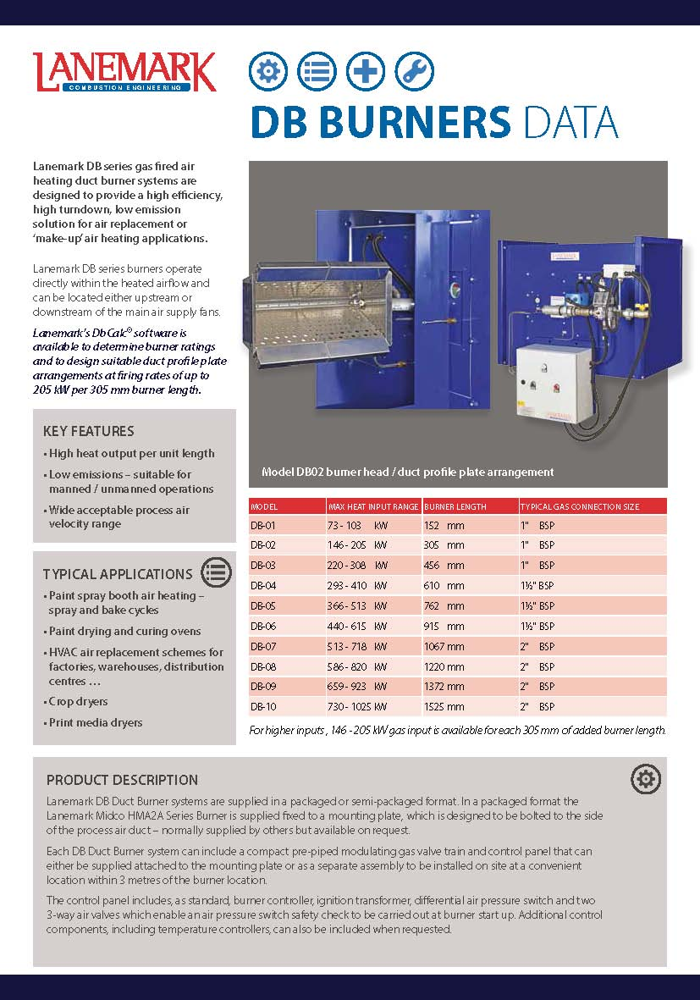 LANEMARK
COMBUSTION ENGINEERING
DB BURNERS DATA
Lanemark DB series gas fired air
heating duct burner systems are
designed to provide a high efficiency,
high turndown, low emission
solution for air replacement or
‘make-up’ air heating applications.
Lanemark DB series burners operate
directly within the heated airflow and
can be located either upstream or
downstream of the main air supply fans.
Lanemark’s DbCalc® software is
available to determine burner ratings
and to design suitable duct profile plate
arrangements at firing rates of up to
205 kW per 305 mm burner length.
KEY FEATURES
• High heat output per unit length
• Low emissions – suitable for
manned / unmanned operations
• Wide acceptable process air
velocity range
TYPICAL APPLICATIONS
• Paint spray booth air heating –
spray and bake cycles
• Paint drying and curing ovens
• HVAC air replacement schemes for
factories, warehouses, distribution
centres …
• Crop dryers
• Print media dryers
LANEMARK
LANEMARK
Model DB02 burner head / duct profile plate arrangement
MODEL MAX HEAT INPUT RANGE BURNER LENGTH TYPICAL GAS CONNECTION SIZE
DB-01 73 - 103 kW 152 mm 1" BSP
DB-02 146 - 205 kW 305 mm 1" BSP
DB-03 220 - 308 kW 456 mm 1" BSP
DB-04 293 - 410 kW 610 mm 1½" BSP
DB-05 366 - 513 kW 762 mm 1½" BSP
DB-06 440 - 615 kW 915 mm 1½" BSP
DB-07 513 - 718 kW 1067 mm 2" BSP
DB-08 586 - 820 kW 1220 mm 2" BSP
DB-09 659 - 923 kW 1372 mm 2" BSP
DB-10 730 - 1025 kW 1525 mm 2" BSP
For higher inputs , 146 - 205 kW gas input is available for each 305 mm of added burner length.
PRODUCT DESCRIPTION
Lanemark DB Duct Burner systems are supplied in a packaged or semi-packaged format. In a packaged format the
Lanemark Midco HMA2A Series Burner is supplied fixed to a mounting plate, which is designed to be bolted to the side
of the process air duct – normally supplied by others but available on request.
Each DB Duct Burner system can include a compact pre-piped modulating gas valve train and control panel that can
either be supplied attached to the mounting plate or as a separate assembly to be installed on site at a convenient
location within 3 metres of the burner location.
The control panel includes, as standard, burner controller, ignition transformer, differential air pressure switch and two
3-way air valves which enable an air pressure switch safety check to be carried out at burner start up. Additional control
components, including temperature controllers, can also be included when requested.